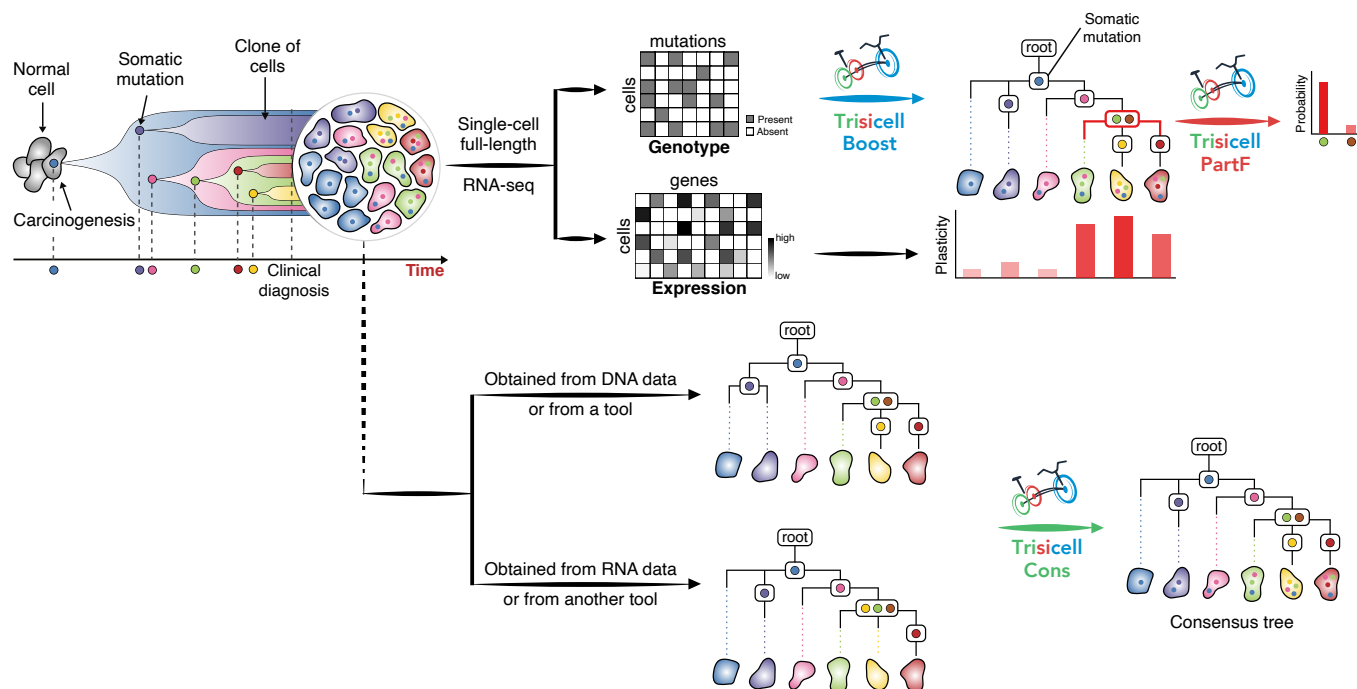 Normal
cell
Somatic
mutation
Clone of
cells
Carcinogenesis
Clinical
diagnosis
Time
Single-cell
full-length
RNA-seq
mutations
cells
Present
Absent
Genotype
genes
cells
high
low
Expression
Trisicell
Boost
root
Somatic
mutation
Trisicell
PartF
Probability
Plasticity
Obtained from DNA data
or from a tool
root
Obtained from RNA data
or from another tool
root
Trisicell
Cons
root
Consensus tree